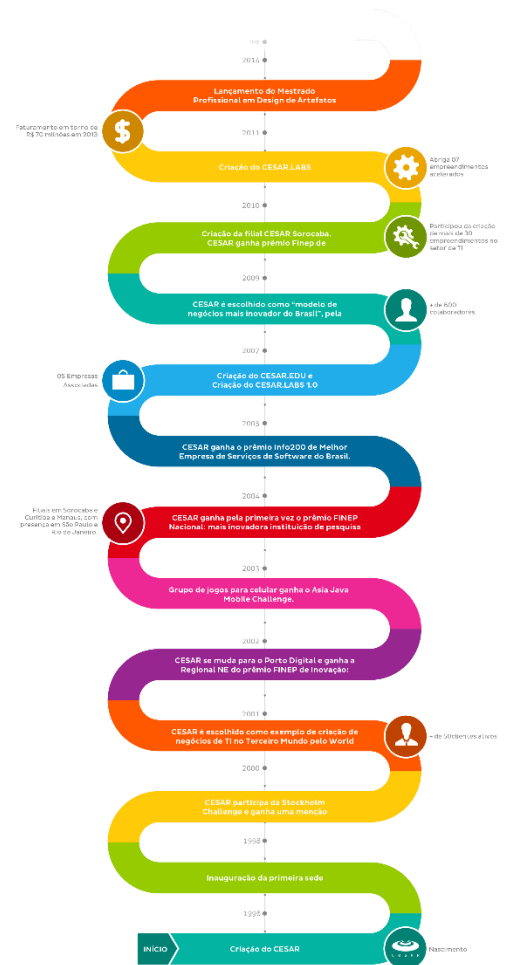 2014
Lançamento do Mestrado
Profissional em Design de Artefatos
Faturamento em torno de
R$ 70 milhões em 2013
2011
Criação do CESAR.LABS
Abriga 07
empreendimentos
acelerados
2010
Criação da filial CESAR Sorocaba.
CESAR ganha prêmio Finep de
Participou da criação
de mais de 30
empreendimentos no
setor da TI
2009
CESAR é escolhido como "modelo de
negócios mais inovador do Brasil", pela
+ de 600
colaboradores
2007
05 Empresas
Associadas
Criação do CESAR.EDU e
Criação do CESAR.LABS 1.0
CESAR ganha o prêmio Info200 de Melhor
Empresa de Serviços de Software do Brasil.
2004
Filiais em Sorocaba e
Curitiba e Manaus, com
presença em São Paulo e
Rio de Janeiro.
CESAR ganha pela primeira vez o prêmio FINEP
Nacional: mais inovadora instituição de pesquisa
2003
Grupo de jogos para celular ganha o Asia Java
Mobile Challenge.
2002
CESAR se muda para o Porto Digital e ganha a
Regional NE do prêmio FINEP de Inovação:
2001
CESAR é escolhido como exemplo de criação de
negócios de TI no Terceiro Mundo pelo World
+ de 50clientes ativos
2000
CESAR participa da Stockholm
Challenge e ganha uma menção
1998
Inauguração da primeira sede
1996
INÍCIO
Criação do CESAR
CESAR
Nascimento